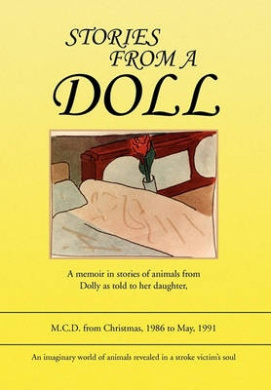 STORIES
FROM A
DOLL
A memoir in stories of animals from
Dolly as told to her daughter,
M.C.D. from Christmas, 1986 to May, 1991
An imaginary world of animals revealed in a stroke victim's soul